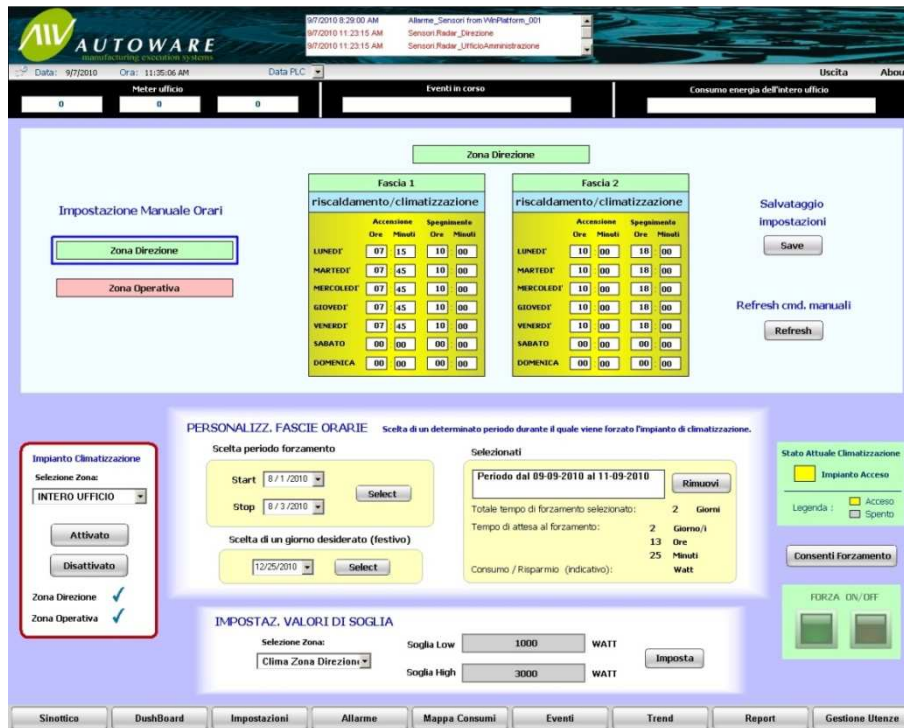 9/7/2010 8:29:00 AM Allarme_Sensori from WinPlatform_001
9/7/2010 11:23:15 AM Sensori.Radar_Direzione
9/7/2010 11:23:15 AM Sensori.Radar_UfficioAmministrazione
AW AUTOWARE
manufacturing execution systems
Data: 9/7/2010 Ora: 11:35:06 AM Data PLC Uscita Abou
Meter ufficio Eventi in corso Consumo energia dell'intero ufficio
0 0 0
Zona Direzione
Impostazione Manuale Orari
Zona Direzione
Zona Operativa
Fascia 1
riscaldamento/climatizzazione
Accensione Spegnimento
Ore Minuti Ore Minuti
LUNEDI' 07 : 15 10 : 00
MARTEDI' 07 : 45 10 : 00
MERCOLEDI' 07 : 45 10 : 00
GIOVEDI' 07 : 45 10 : 00
VENERDI' 07 : 45 10 : 00
SABATO 00 : 00 00 : 00
DOMENICA 00 : 00 00 : 00
Fascia 2
riscaldamento/climatizzazione
Accensione Spegnimento
Ore Minuti Ore Minuti
LUNEDI' 10 : 00 18 : 00
MARTEDI' 10 : 00 18 : 00
MERCOLEDI' 10 : 00 18 : 00
GIOVEDI' 10 : 00 18 : 00
VENERDI' 10 : 00 18 : 00
SABATO 00 : 00 00 : 00
DOMENICA 00 : 00 00 : 00
Salvataggio
impostazioni
Save
Refresh cmd. manuali
Refresh
Impianto Climatizzazione
Selezione Zona:
INTERO UFFICIO
Attivato
Disattivato
Zona Direzione
Zona Operativa
PERSONALIZZ. FASCIE ORARIE Scelta di un determinato periodo durante il quale viene forzato l'impianto di climatizzazione.
Scelta periodo forzamento
Start 8/1/2010
Select
Stop 8/3/2010
Scelta di un giorno desiderato (festivo)
12/25/2010 Select
Selezionati
Periodo dal 09-09-2010 al 11-09-2010
Rimuovi
Totale tempo di forzamento selezionato: 2 Giorni
Tempo di attesa al forzamento: 2 Giorno/i
13 Ore
25 Minuti
Consumo / Risparmio (indicativo): Watt
IMPOSTAZ. VALORI DI SOGLIA
Selezione Zona:
Clima Zona Direzion
Soglia Low 1000 WATT
Soglia High 3000 WATT
Imposta
Stato Attuale Climatizzazione
Impianto Acceso
Legenda : Acceso
Spento
Consenti Forzamento
FORZA ON/OFF
Sinottico DushBoard Impostazioni Allarme Mappa Consumi Eventi Trend Report Gestione Utenze